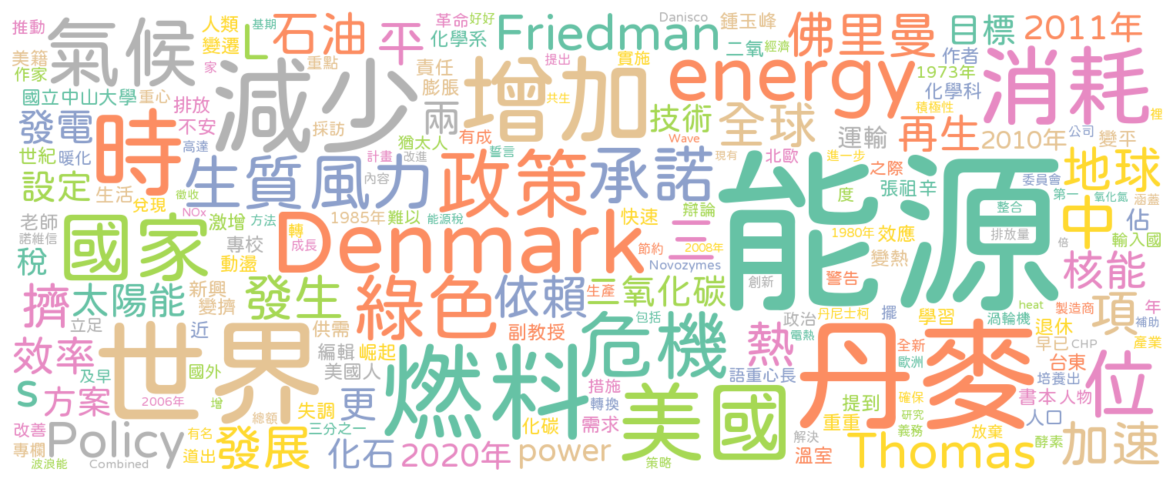 推動
氣候
人類
變遷
家
基期
L
石油
重點
平
革命
好好
化學系
Friedman
Danisco
二氧
經濟
鍾玉峰
佛里曼
目標
2011年
美籍
作家
減少
責任
膨脹
增加
提出
實施
energy
作者
1973年
化學科
消耗
國立中山大學
重心
排放
不安
高達
採訪
兩
猶太人
有成
共生
技術
全球
運輸
積極性
再生
2010年
公司
變平
裡
發電
時
世紀
暖化
設定
生活
兌現
生質
風力
計畫
改進
內容
徵收
政策
誓言
Wave
承諾
現有
北歐
進一步
度
之際
張祖辛
委員會
第一
氧化氮
涵蓋
地球
老師
諾維信
國家
NOx
激增
方法
專校
動盪
轉
成長
1985年
難以
能源稅
Denmark
快速
辯論
三
節約
2008年
能源
1980年
效應
整合
排放量
倍
中
佔
輸入國
稅
擠
太陽能
新興
變擠
發生
綠色
依賴
生產
二氧化碳
Novozymes
創新
變熱
警告
核能
立足
近
供需
副教授
包括
危機
政治
丹尼士柯
電熱
擺
學習
渦輪機
heat
退休
製造商
項
年
補助
效率
世界
編輯
崛起
美國人
燃料
熱
語重心長
丹麥
全新
歐洲
早已
CHP
台東
產業
位
s
及早
國外
方案
2006年
增
總額
失調
三分之一
更
措施
轉換
美國
提到
重重
確保
研究
義務
培養出
書本
人物
人口
改善
專欄
波浪能
Policy
Combined
有名
道出
發展
化石
2020年
化碳
需求
power
策略
解決
溫室
Thomas
放棄
酵素
加速